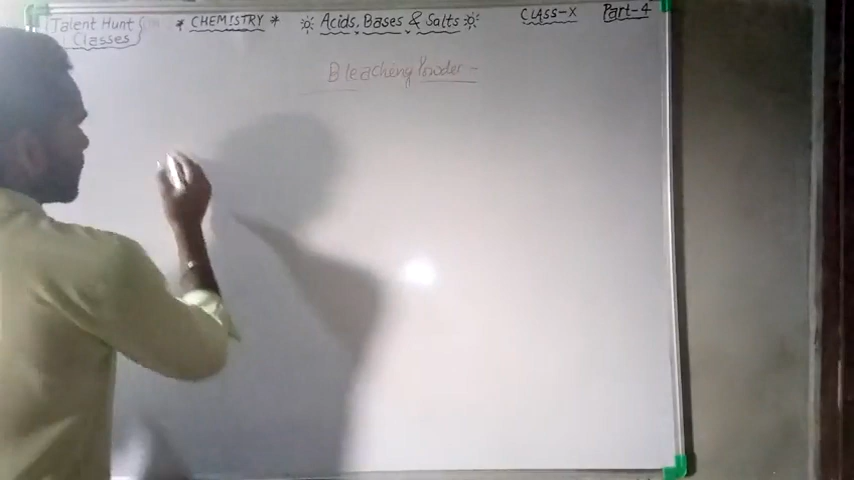 Talent Hunt * CHEMISTRY * Acids, Bases & Salts CLASS-X Part-4
Classes
Bleaching Powder -